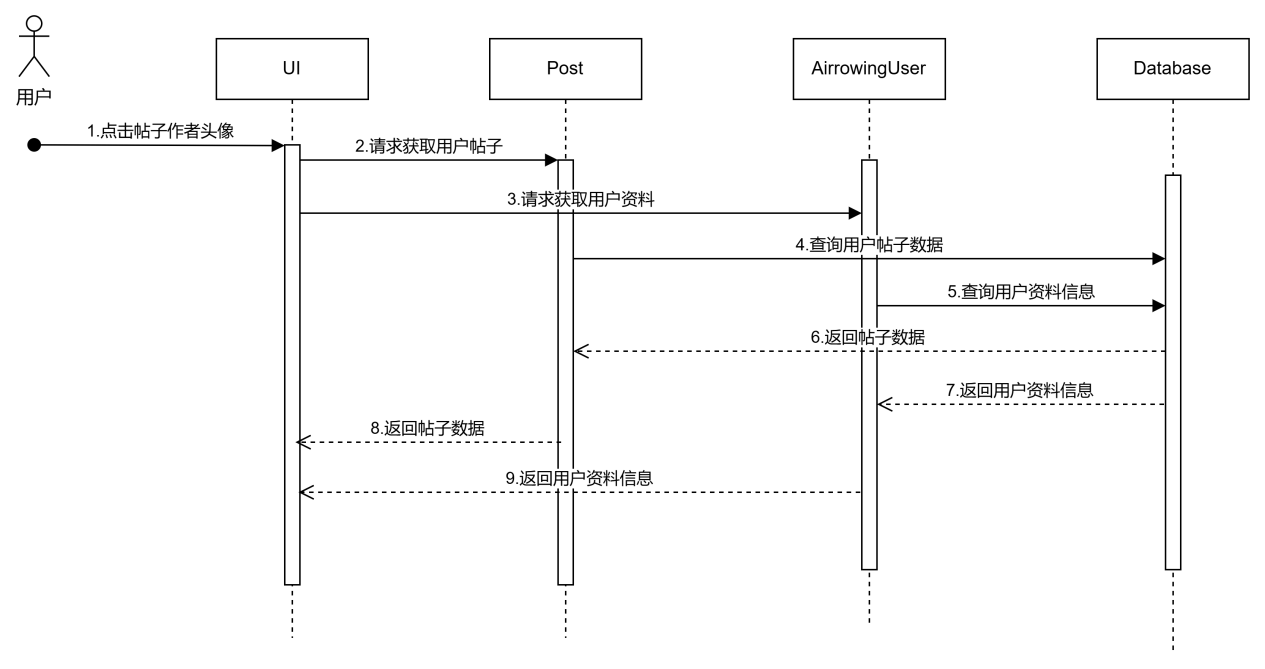 用户
UI
Post
AirrowingUser
Database
1.点击帖子作者头像
2.请求获取用户帖子
3.请求获取用户资料
4.查询用户帖子数据
5.查询用户资料信息
6.返回帖子数据
7.返回用户资料信息
8.返回帖子数据
9.返回用户资料信息